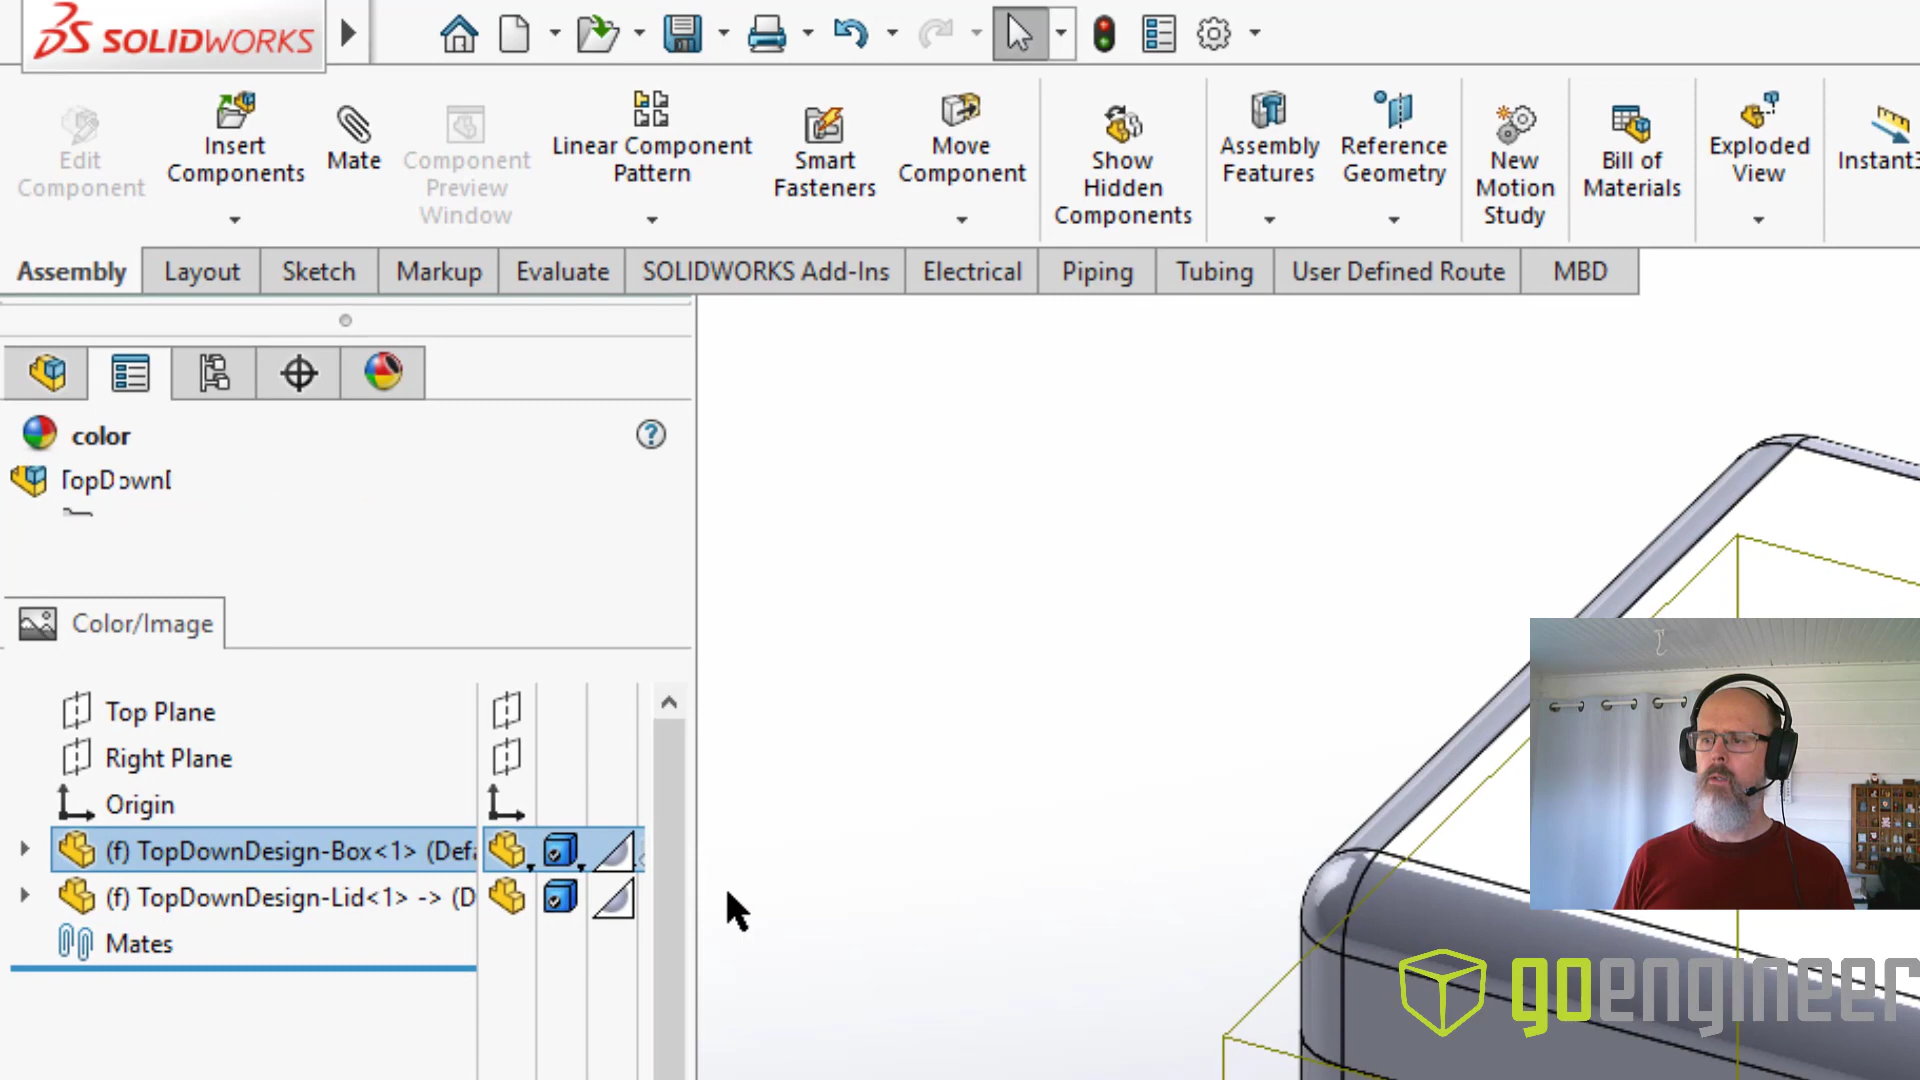 SOLIDWORKS
Edit Component
Insert Components
Mate
Component Preview Window
Linear Component Pattern
Smart Fasteners
Move Component
Show Hidden Components
Assembly Features
Reference Geometry
New Motion Study
Bill of Materials
Exploded View
Instant3
Assembly Layout Sketch Markup Evaluate SOLIDWORKS Add-Ins Electrical Piping Tubing User Defined Route MBD
color
TopDown
Color/Image
Top Plane
Right Plane
Origin
(f) TopDownDesign-Box<1> (Defa
(f) TopDownDesign-Lid<1> -> (D
Mates
goengineer